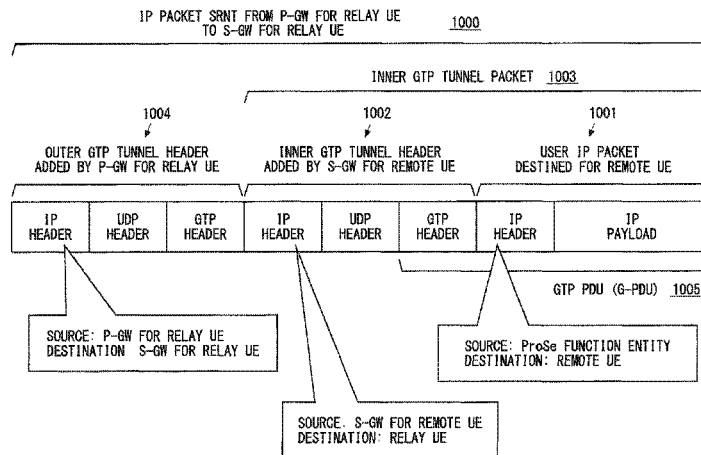 IP PACKET SRNT FROM P-GW FOR RELAY UE
TO S-GW FOR RELAY UE
1000
INNER GTP TUNNEL PACKET 1003
1004
1002
1001
OUTER GTP TUNNEL HEADER
ADDED BY P-GW FOR RELAY UE
INNER GTP TUNNEL HEADER
ADDED BY S-GW FOR REMOTE UE
USER IP PACKET
DESTINED FOR REMOTE UE
IP
HEADER
UDP
HEADER
GTP
HEADER
IP
HEADER
UDP
HEADER
GTP
HEADER
IP
HEADER
IP
PAYLOAD
GTP PDU (G-PDU) 1005
SOURCE: P-GW FOR RELAY UE
DESTINATION S-GW FOR RELAY UE
SOURCE: ProSe FUNCTION ENTITY
DESTINATION: REMOTE UE
SOURCE. S-GW FOR REMOTE UE
DESTINATION: RELAY UE